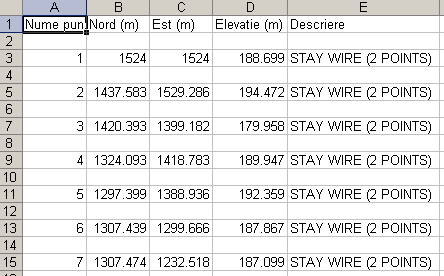 A B C D E
1 Nume pun Nord (m) Est (m) Elevatie (m) Descriere
2
3 1 1524 1524 188.699 STAY WIRE (2 POINTS)
4
5 2 1437.583 1529.286 194.472 STAY WIRE (2 POINTS)
6
7 3 1420.393 1399.182 179.958 STAY WIRE (2 POINTS)
8
9 4 1324.093 1418.783 189.947 STAY WIRE (2 POINTS)
10
11 5 1297.399 1388.936 192.359 STAY WIRE (2 POINTS)
12
13 6 1307.439 1299.666 187.867 STAY WIRE (2 POINTS)
14
15 7 1307.474 1232.518 187.099 STAY WIRE (2 POINTS)